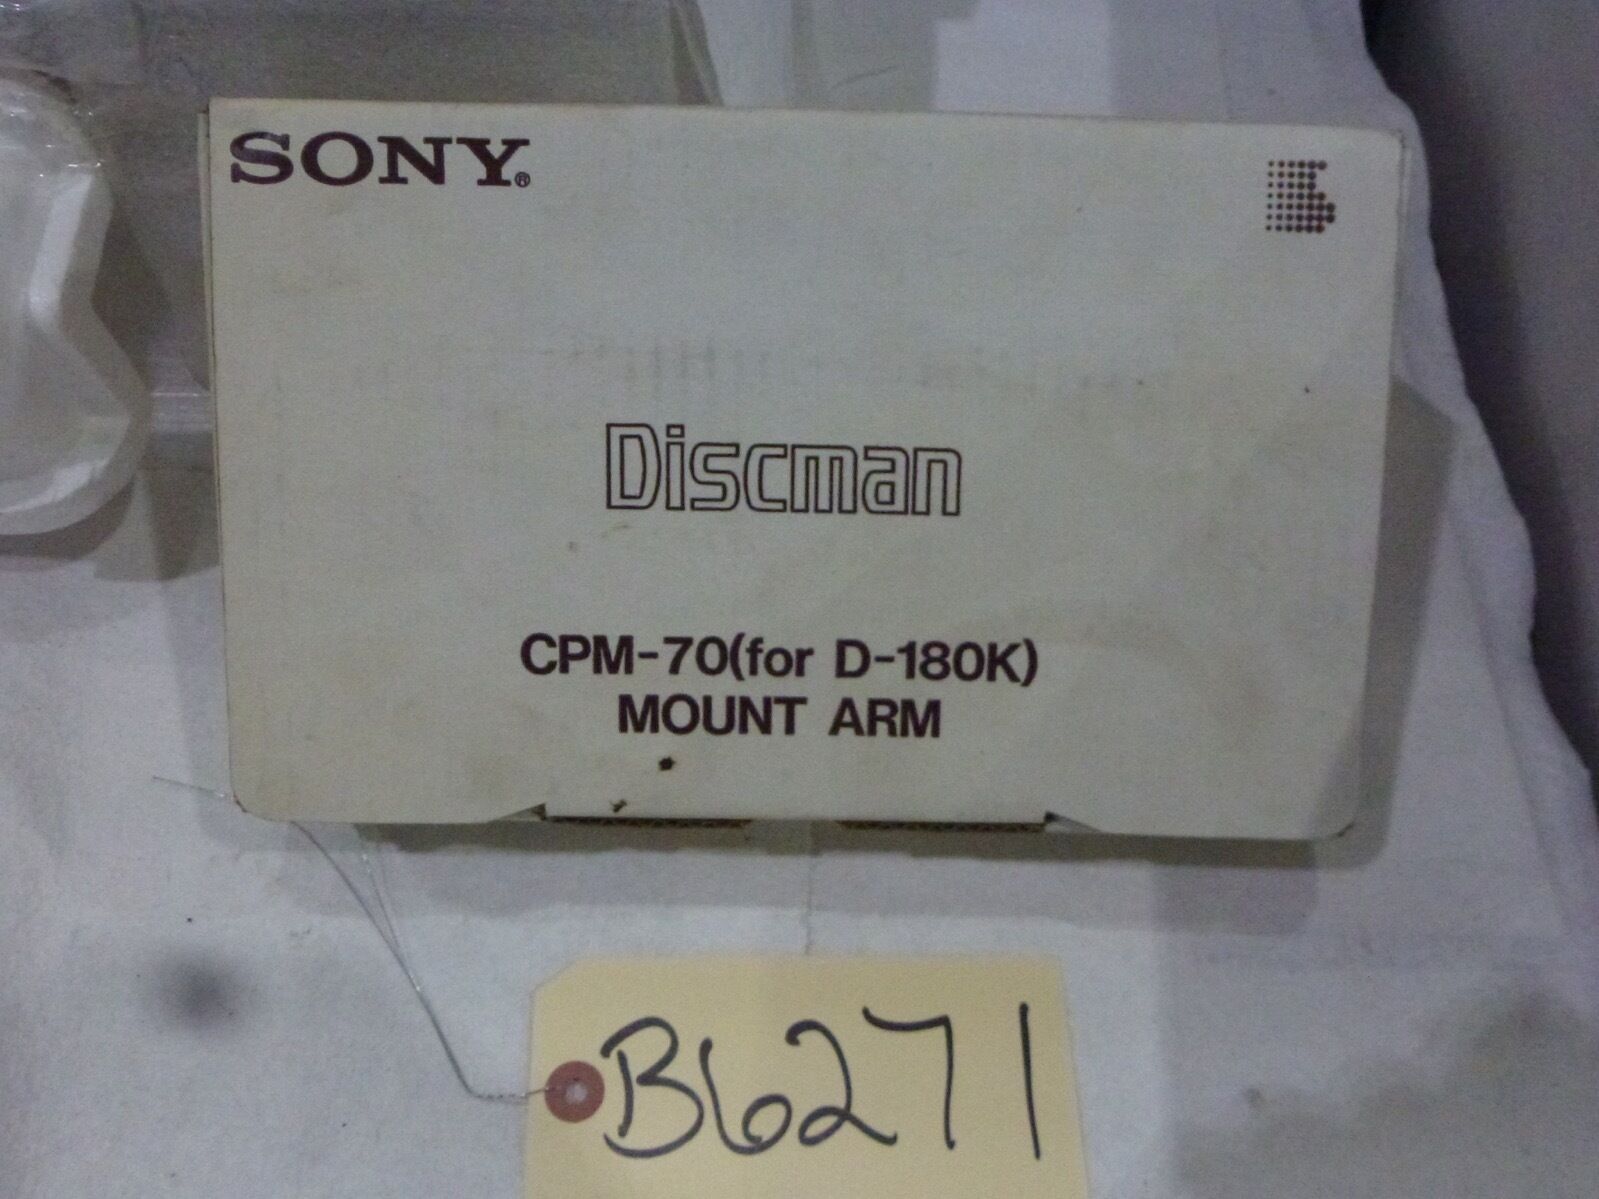 SONY®
Discman
CPM-70(for D-180K)
MOUNT ARM
B6271